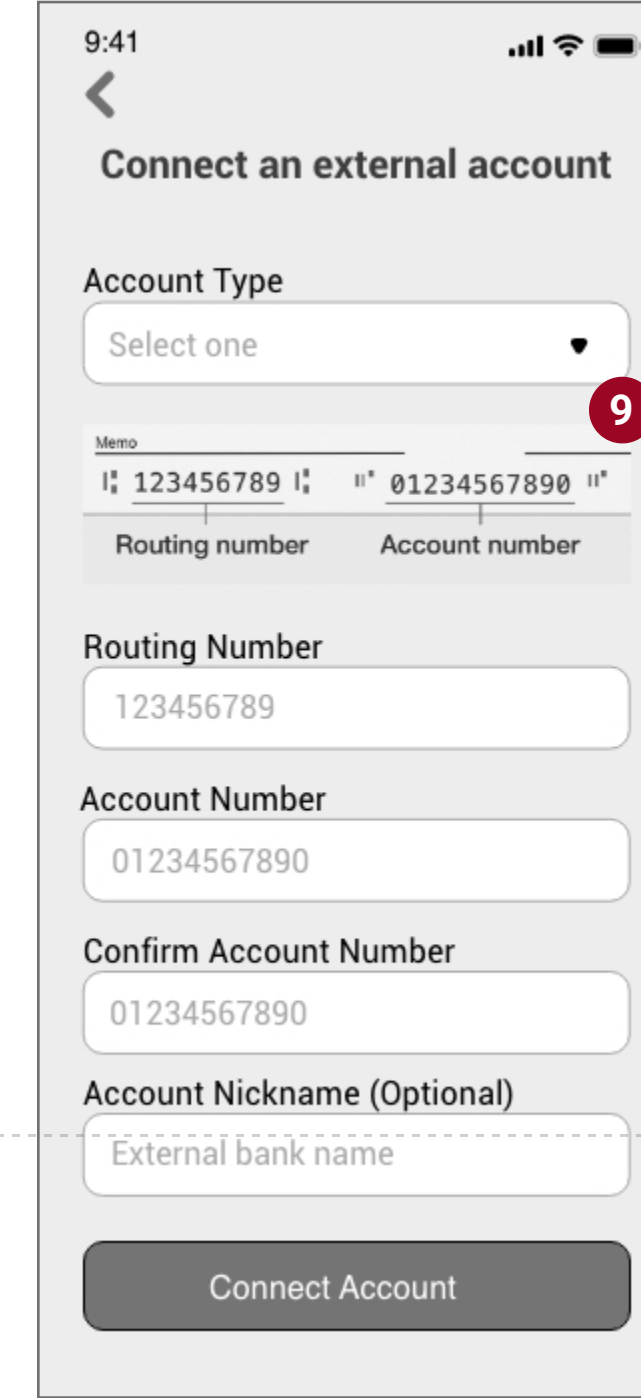 9:41
Connect an external account
Account Type
Select one
9
Memo
⑆ 123456789 ⑆ ⑈ 01234567890 ⑈
Routing number Account number
Routing Number
123456789
Account Number
01234567890
Confirm Account Number
01234567890
Account Nickname (Optional)
External bank name
Connect Account